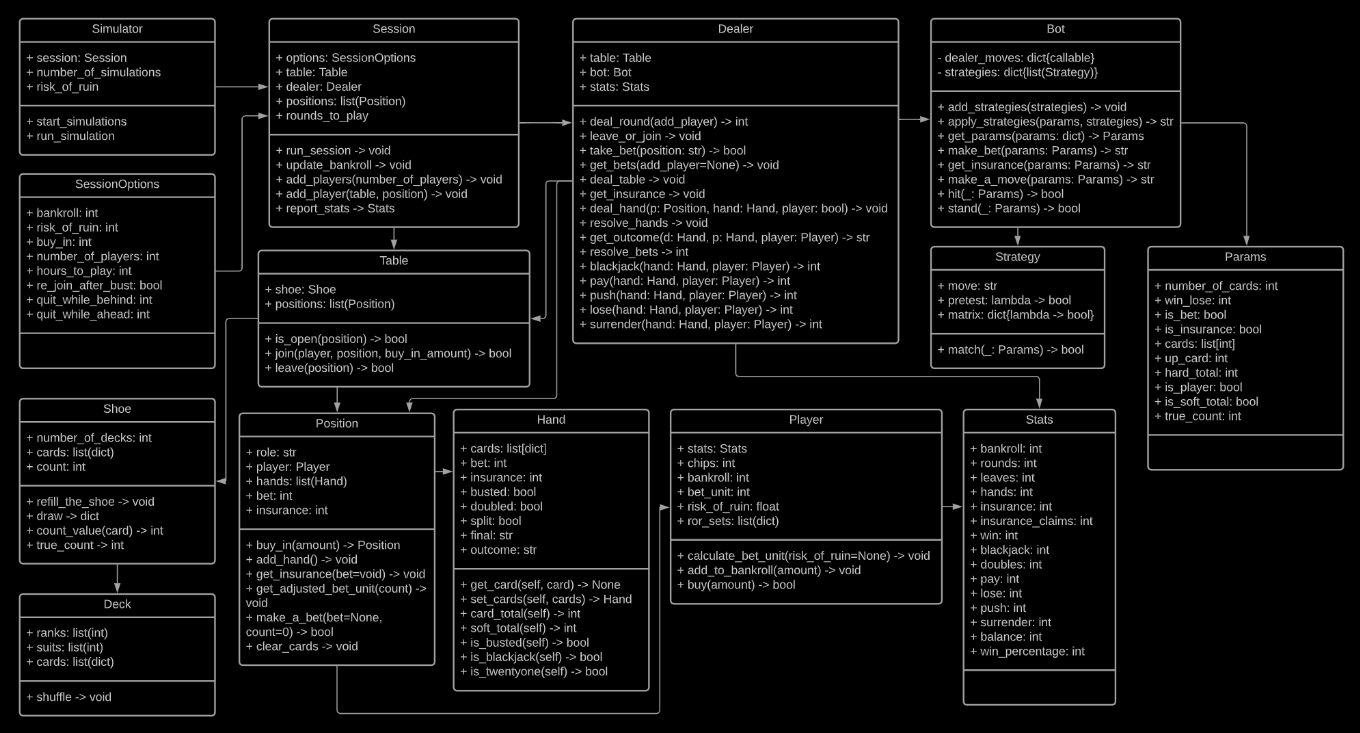 Simulator
+ session: Session
+ number_of_simulations
+ risk_of_ruin
+ start_simulations
+ run_simulation
SessionOptions
+ bankroll: int
+ risk_of_ruin: int
+ buy_in: int
+ number_of_players: int
+ hours_to_play: int
+ re_join_after_bust: bool
+ quit_while_behind: int
+ quit_while_ahead: int
Shoe
+ number_of_decks: int
+ cards: list(dict)
+ count: int
+ refill_the_shoe -> void
+ draw -> dict
+ count_value(card) -> int
+ true_count -> int
Deck
+ ranks: list(int)
+ suits: list(int)
+ cards: list(dict)
+ shuffle -> void
Session
+ options: SessionOptions
+ table: Table
+ dealer: Dealer
+ positions: list(Position)
+ rounds_to_play
+ run_session -> void
+ update_bankroll -> void
+ add_players(number_of_players) -> void
+ add_player(table, position) -> void
+ report_stats -> Stats
Table
+ shoe: Shoe
+ positions: list(Position)
+ is_open(position) -> bool
+ join(player, position, buy_in_amount) -> bool
+ leave(position) -> bool
Position
+ role: str
+ player: Player
+ hands: list(Hand)
+ bet: int
+ insurance: int
+ buy_in(amount) -> Position
+ add_hand() -> void
+ get_insurance(bet=void) -> void
+ get_adjusted_bet_unit(count) ->
void
+ make_a_bet(bet=None,
count=0) -> bool
+ clear_cards -> void
Hand
+ cards: list[dict]
+ bet: int
+ insurance: int
+ busted: bool
+ doubled: bool
+ split: bool
+ final: str
+ outcome: str
+ get_card(self, card) -> None
+ set_cards(self, cards) -> Hand
+ card_total(self) -> int
+ soft_total(self) -> int
+ is_busted(self) -> bool
+ is_blackjack(self) -> bool
+ is_twentyone(self) -> bool
Dealer
+ table: Table
+ bot: Bot
+ stats: Stats
+ deal_round(add_player) -> int
+ leave_or_join -> void
+ take_bet(position: str) -> bool
+ get_bets(add_player=None) -> void
+ deal_table -> void
+ get_insurance -> void
+ deal_hand(p: Position, hand: Hand, player: bool) -> void
+ resolve_hands -> void
+ get_outcome(d: Hand, p: Hand, player: Player) -> str
+ resolve_bets -> int
+ blackjack(hand: Hand, player: Player) -> int
+ pay(hand: Hand, player: Player) -> int
+ push(hand: Hand, player: Player) -> int
+ lose(hand: Hand, player: Player) -> int
+ surrender(hand: Hand, player: Player) -> int
Player
+ stats: Stats
+ chips: int
+ bankroll: int
+ bet_unit: int
+ risk_of_ruin: float
+ ror_sets: list(dict)
+ calculate_bet_unit(risk_of_ruin=None) -> void
+ add_to_bankroll(amount) -> void
+ buy(amount) -> bool
Bot
- dealer_moves: dict{callable}
- strategies: dict{list(Strategy)}
+ add_strategies(strategies) -> void
+ apply_strategies(params, strategies) -> str
+ get_params(params: dict) -> Params
+ make_bet(params: Params) -> str
+ get_insurance(params: Params) -> str
+ make_a_move(params: Params) -> str
+ hit(_: Params) -> bool
+ stand(_: Params) -> bool
Strategy
+ move: str
+ pretest: lambda -> bool
+ matrix: dict{lambda -> bool}
+ match(_: Params) -> bool
Params
+ number_of_cards: int
+ win_lose: int
+ is_bet: bool
+ is_insurance: bool
+ cards: list[int]
+ up_card: int
+ hard_total: int
+ is_player: bool
+ is_soft_total: bool
+ true_count: int
Stats
+ bankroll: int
+ rounds: int
+ leaves: int
+ hands: int
+ insurance: int
+ insurance_claims: int
+ win: int
+ blackjack: int
+ doubles: int
+ pay: int
+ lose: int
+ push: int
+ surrender: int
+ balance: int
+ win_percentage: int